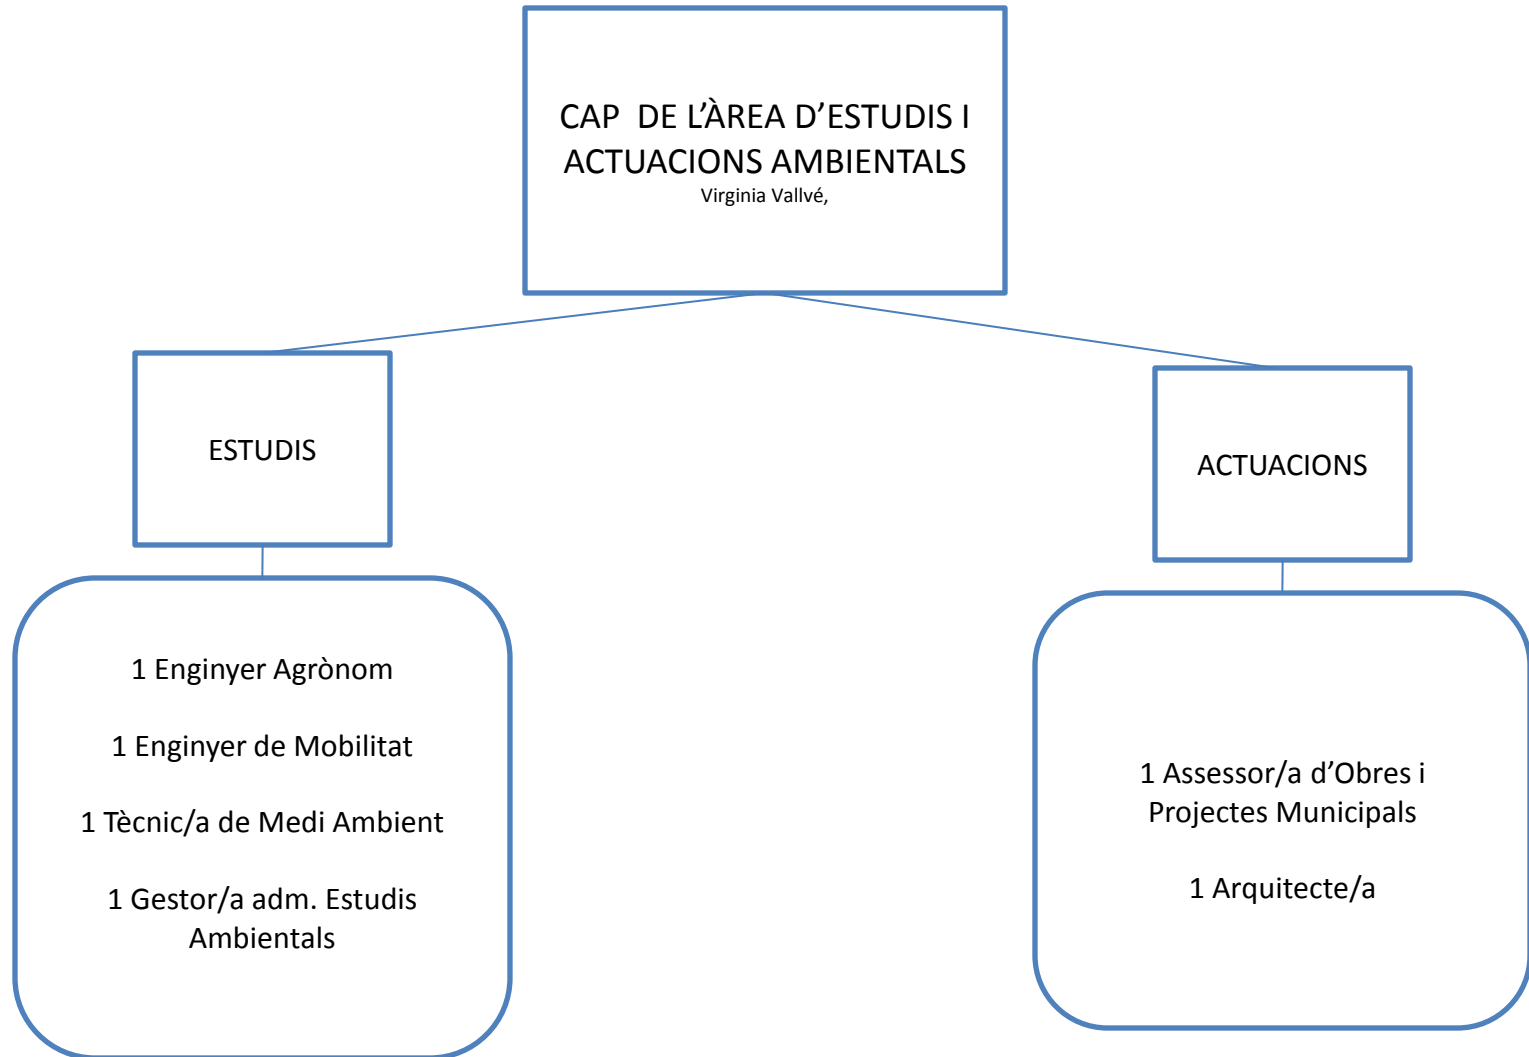 CAP DE L’ÀREA D’ESTUDIS I
ACTUACIONS AMBIENTALS
Virginia Vallvé,
ESTUDIS
ACTUACIONS
1 Enginyer Agrònom
1 Enginyer de Mobilitat
1 Tècnic/a de Medi Ambient
1 Gestor/a adm. Estudis
Ambientals
1 Assessor/a d’Obres i
Projectes Municipals
1 Arquitecte/a